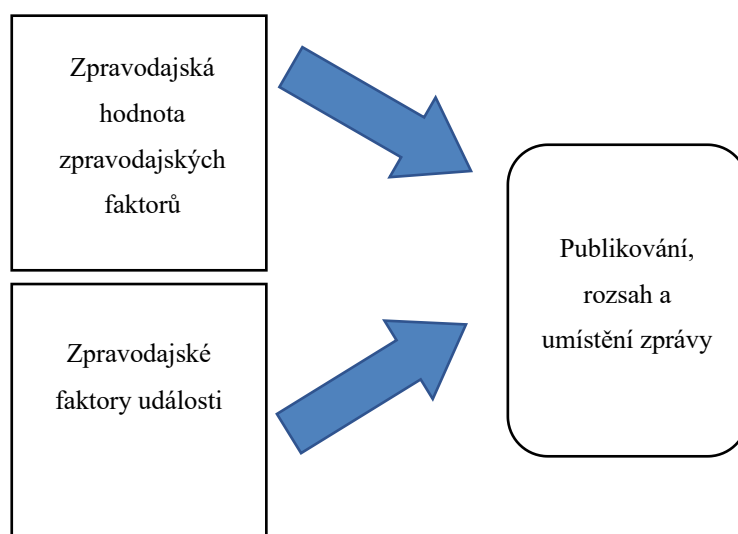 Zpravodajská
hodnota
zpravodajských
faktorů
Zpravodajské
faktory události
Publikování,
rozsah a
umístění zprávy